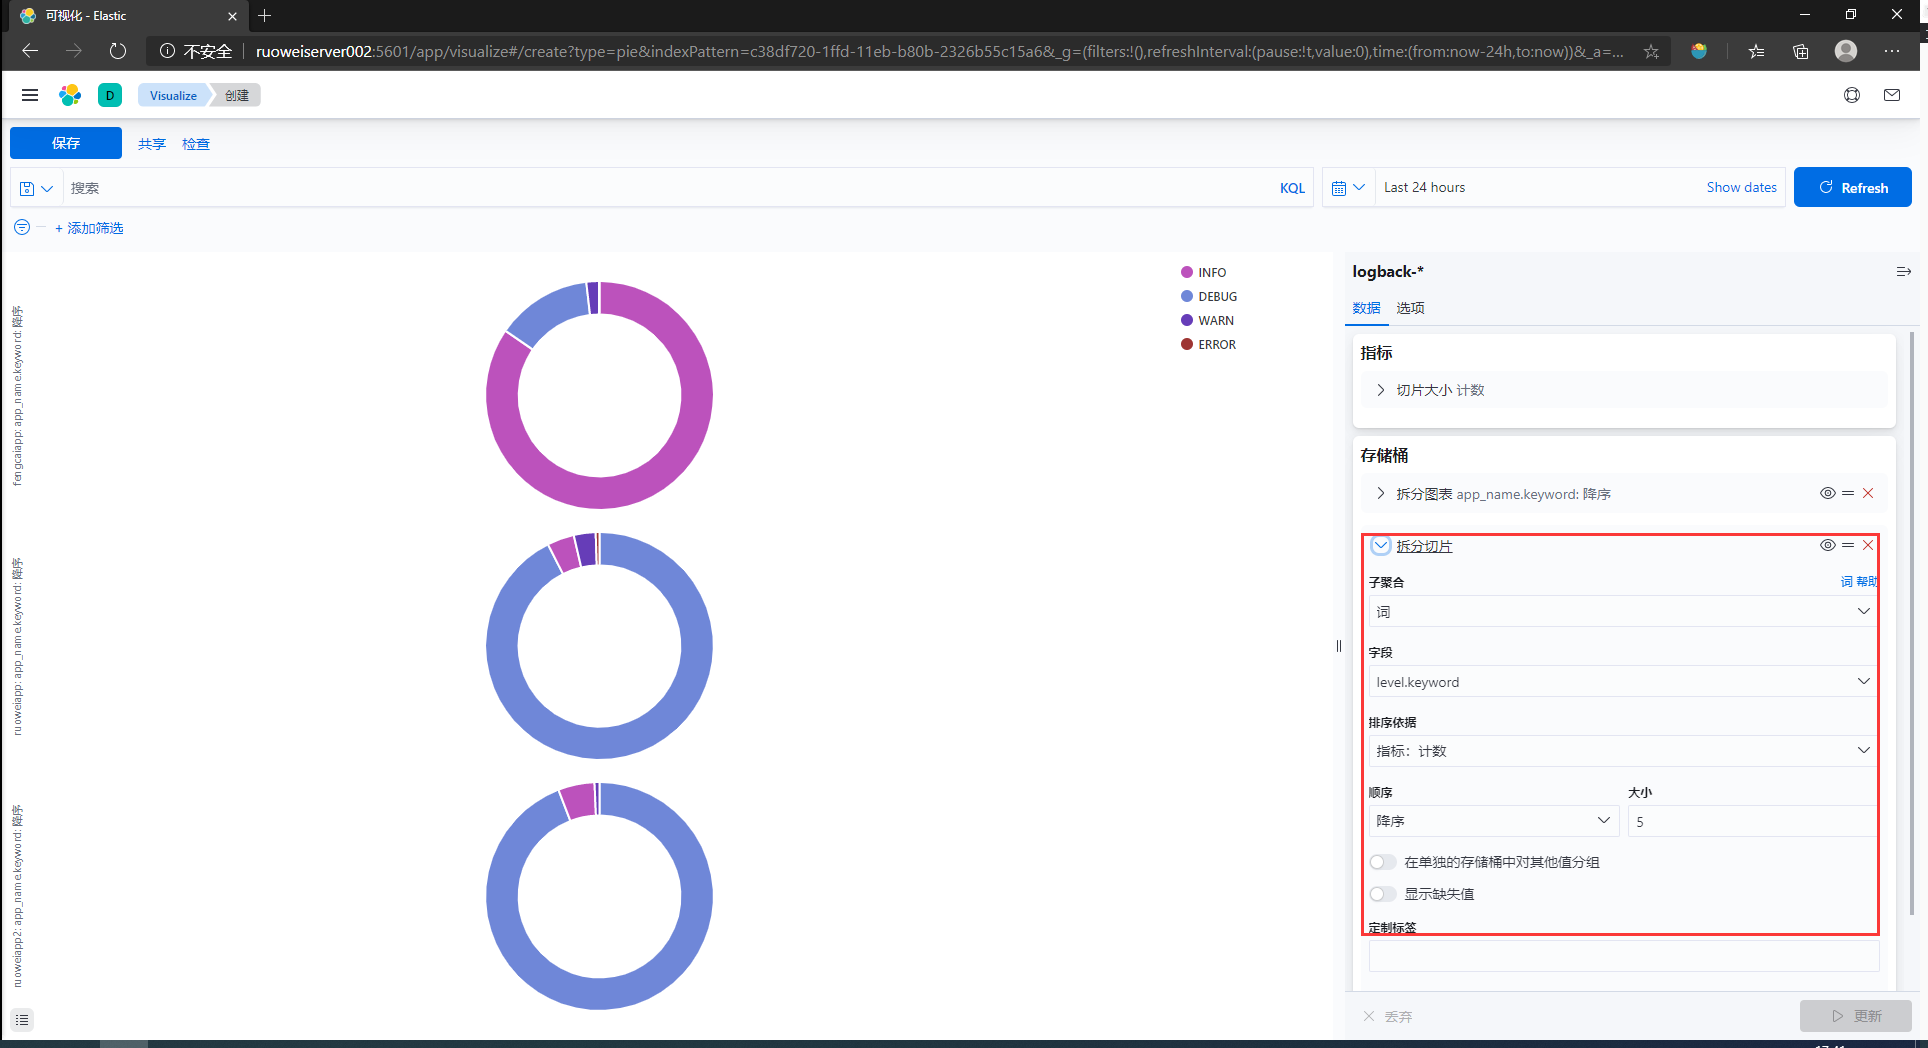 可视化 - Elastic
不安全
ruoweiserver002:5601/app/visualize#/create?type=pie&indexPattern=c38df720-1ffd-11eb-b80b-2326b55c15a6&_g=(filters:!(),refreshInterval:(pause:!t,value:0),time:(from:now-24h,to:now))&_a=...
D
Visualize
创建
保存
共享
检查
搜索
KQL
Last 24 hours
Show dates
Refresh
+ 添加筛选
fengcaiapp: app_name.keyword: 降序
ruoweiapp: app_name.keyword: 降序
ruoweiapp2: app_name.keyword: 降序
INFO
DEBUG
WARN
ERROR
logback-*
数据
选项
指标
切片大小 计数
存储桶
拆分图表 app_name.keyword: 降序
拆分切片
子聚合
词 帮助
词
字段
level.keyword
排序依据
指标：计数
顺序
大小
降序
5
在单独的存储桶中对其他值分组
显示缺失值
定制标签
丢弃
更新